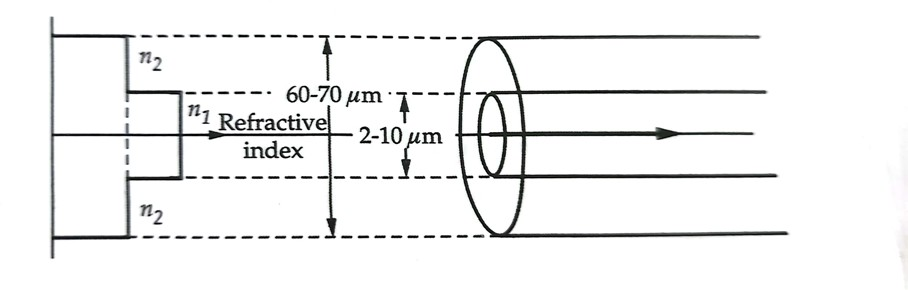 n₂
60-70 μm
n₁
Refractive
index
2-10 μm
n₂